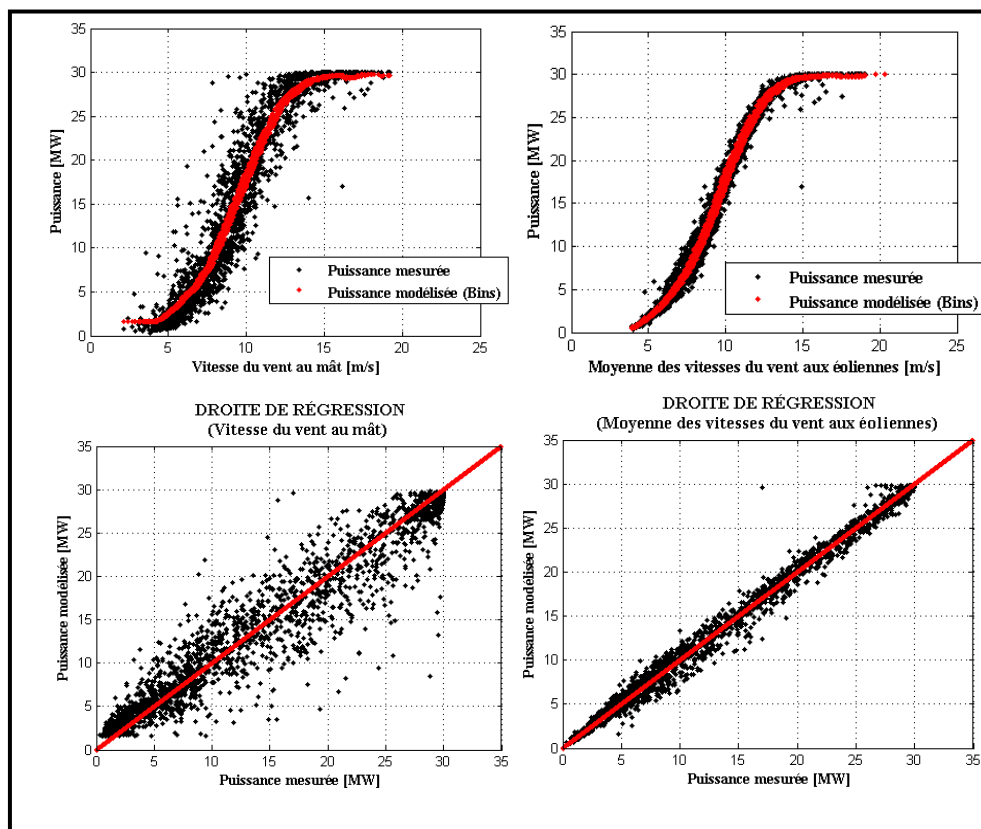 35
30
25
20
15
10
5
0
Puissance [MW]
Puissance mesurée
Puissance modélisée (Bins)
0 5 10 15 20 25
Vitesse du vent au mât [m/s]
35
30
25
20
15
10
5
0
Puissance [MW]
Puissance mesurée
Puissance modélisée (Bins)
0 5 10 15 20 25
Moyenne des vitesses du vent aux éoliennes [m/s]
DROITE DE RÉGRESSION
(Vitesse du vent au mât)
35
30
25
20
15
10
5
0
Puissance modélisée [MW]
0 5 10 15 20 25 30 35
Puissance mesurée [MW]
DROITE DE RÉGRESSION
(Moyenne des vitesses du vent aux éoliennes)
35
30
25
20
15
10
5
0
Puissance modélisée [MW]
0 5 10 15 20 25 30 35
Puissance mesurée [MW]